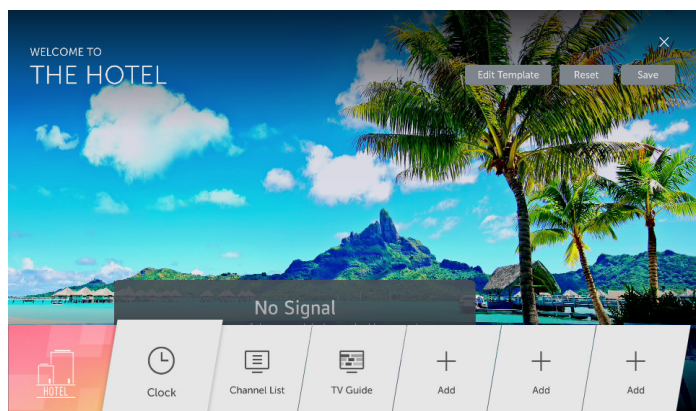 WELCOME TO
THE HOTEL
Edit Template
Reset
Save
No Signal
HOTEL
Clock
Channel List
TV Guide
Add
Add
Add